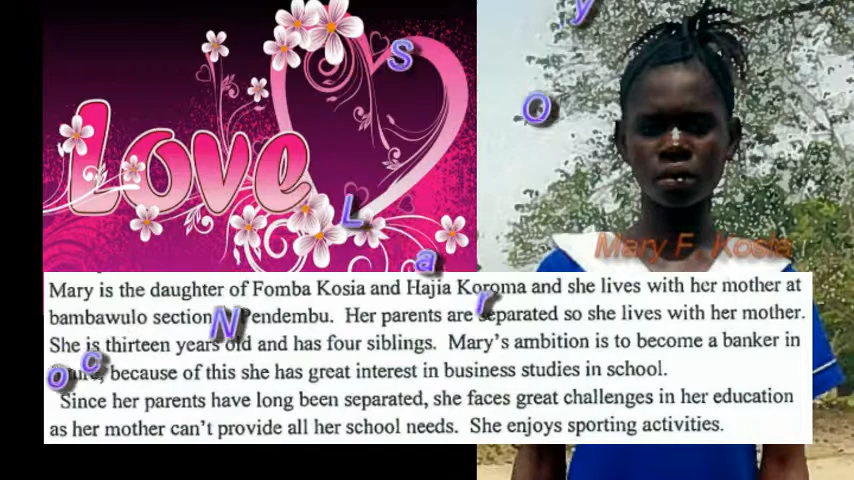 Love
Mary F Kosia
Mary is the daughter of Fomba Kosia and Hajia Koroma and she lives with her mother at
bambawulo section Pendembu. Her parents are separated so she lives with her mother.
She is thirteen years old and has four siblings. Mary's ambition is to become a banker in
because of this she has great interest in business studies in school.
Since her parents have long been separated, she faces great challenges in her education
as her mother can't provide all her school needs. She enjoys sporting activities.
y
S
O
L
a
r
N
c
o